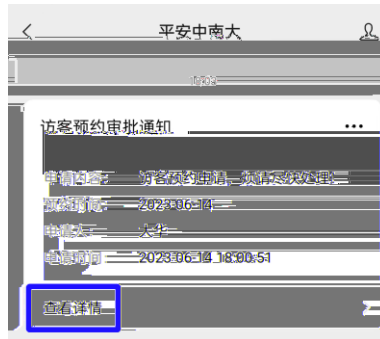 平安中南大
访客预约审批通知
申请内容： 访客预约申请，烦请尽快处理！
预约时间： 2023-06-14
申请人： 大华
申请时间： 2023-06-14 18:00:51
查看详情